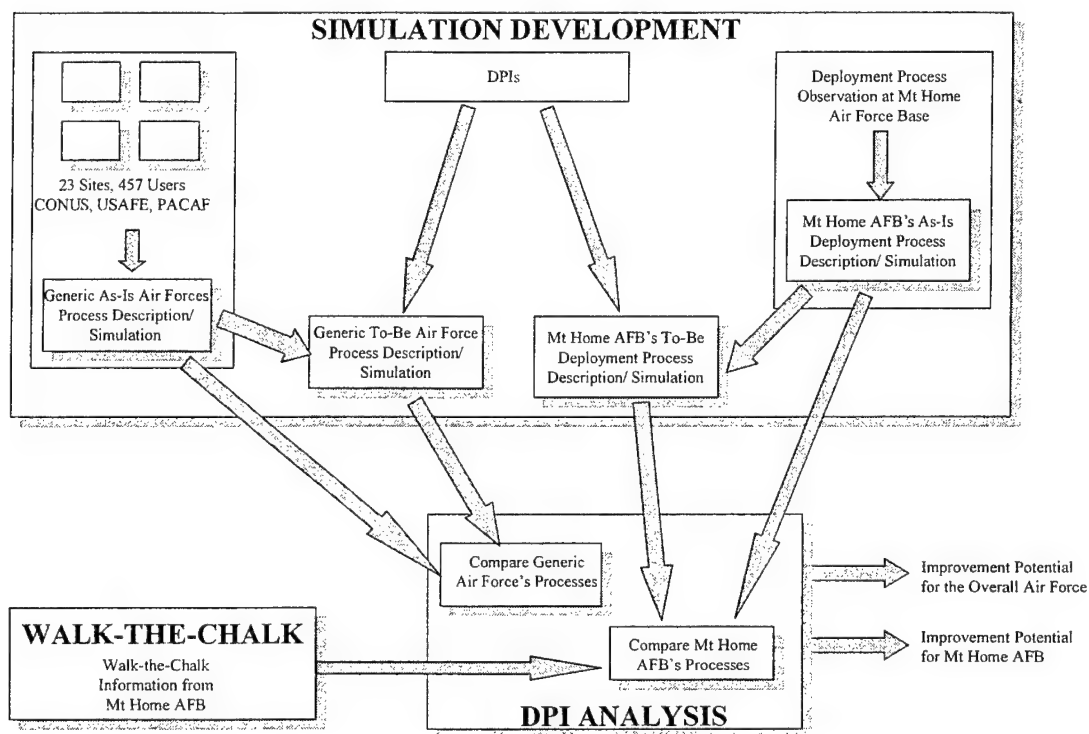 SIMULATION DEVELOPMENT
23 Sites, 457 Users
CONUS, USAFE, PACAF
Generic As-Is Air Forces
Process Description/
Simulation
DPIs
Deployment Process
Observation at Mt Home
Air Force Base
Mt Home AFB's As-Is
Deployment Process
Description/ Simulation
Generic To-Be Air Force
Process Description/
Simulation
Mt Home AFB's To-Be
Deployment Process
Description/ Simulation
Compare Generic
Air Force's Processes
Compare Mt Home
AFB's Processes
DPI ANALYSIS
WALK-THE-CHALK
Walk-the-Chalk
Information from
Mt Home AFB
Improvement Potential
for the Overall Air Force
Improvement Potential
for Mt Home AFB